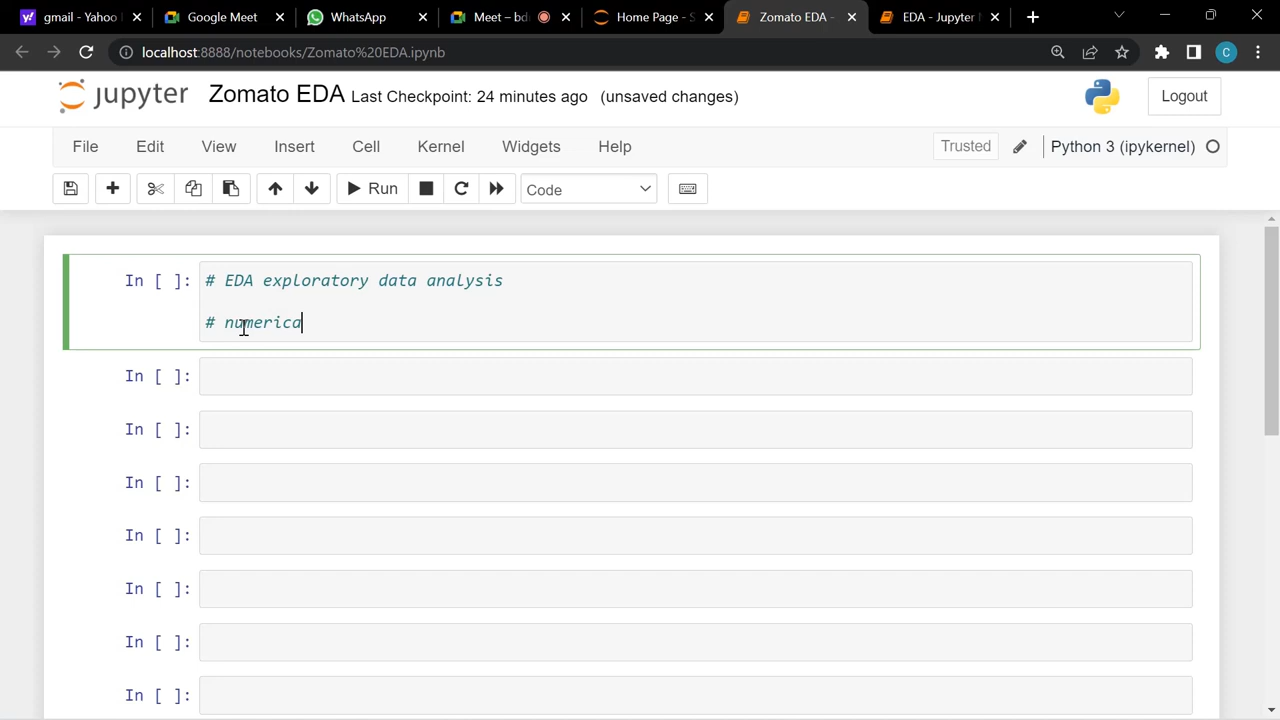 gmail - Yahoo
Google Meet
WhatsApp
Meet – bd
Home Page - S
Zomato EDA -
EDA - Jupyter N
localhost:8888/notebooks/Zomato%20EDA.ipynb
C
jupyter Zomato EDA Last Checkpoint: 24 minutes ago (unsaved changes)
Logout
File Edit View Insert Cell Kernel Widgets Help
Trusted
Python 3 (ipykernel)
Run
Code
In [ ]: # EDA exploratory data analysis
# numerica
In [ ]:
In [ ]:
In [ ]:
In [ ]:
In [ ]:
In [ ]:
In [ ]: